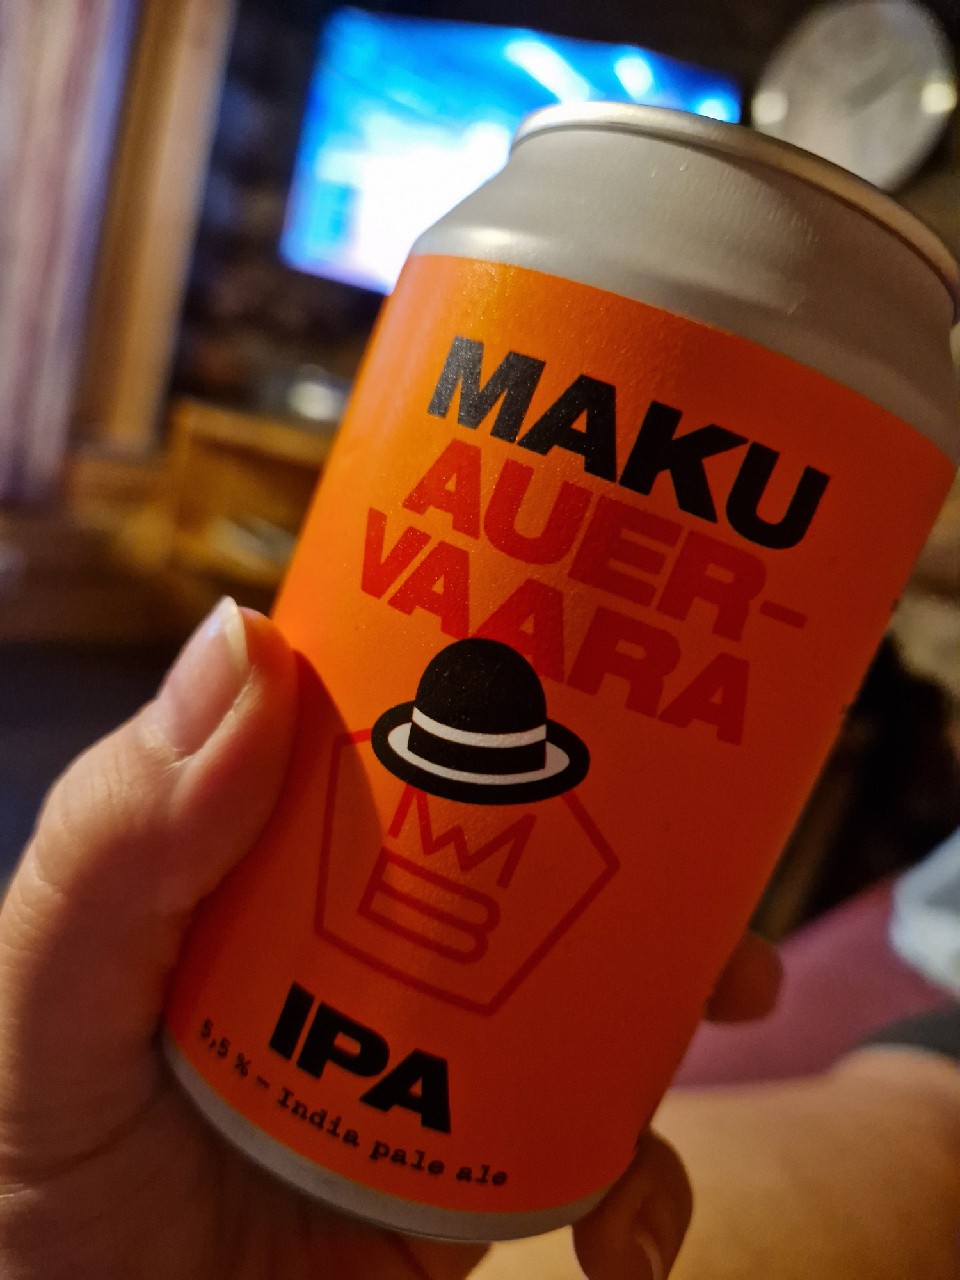 MAKU
AUER-
VAARA
MB
IPA
5,5 % - India pale ale